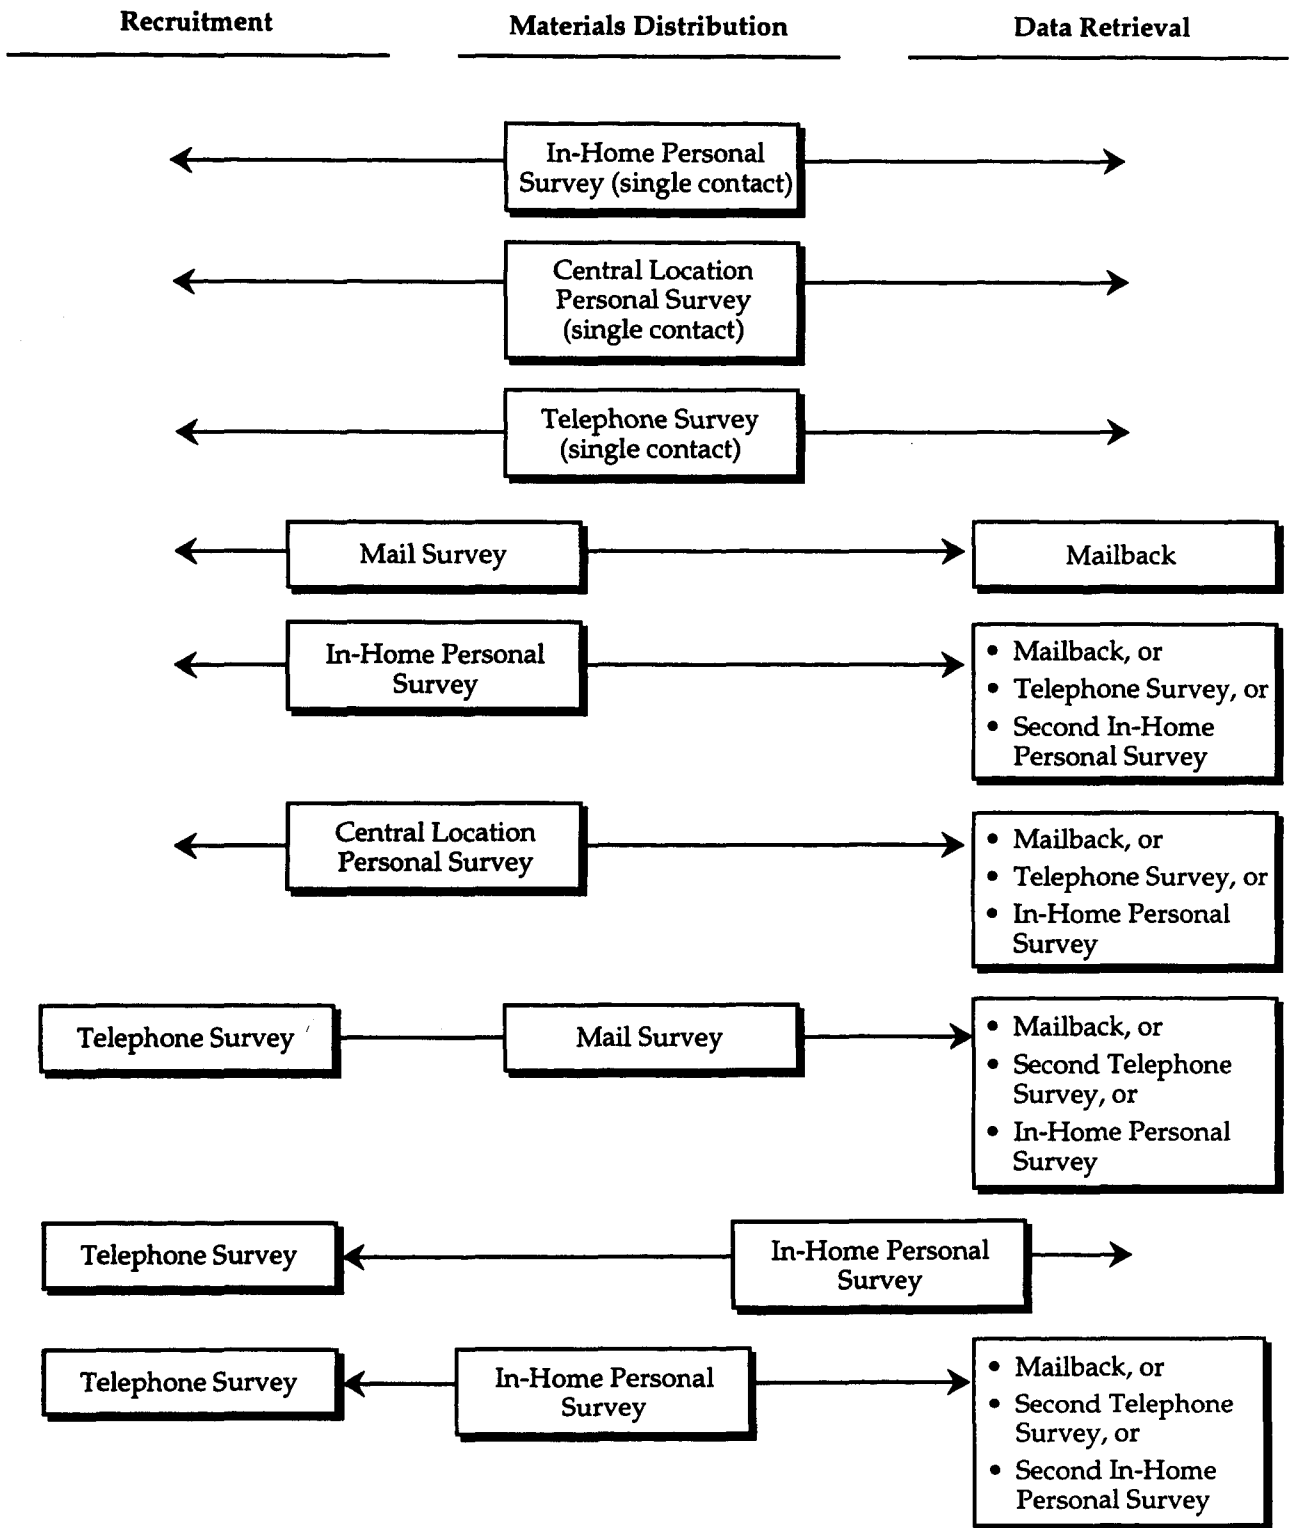 Recruitment
Materials Distribution
Data Retrieval
In-Home Personal
Survey (single contact)
Central Location
Personal Survey
(single contact)
Telephone Survey
(single contact)
Mail Survey
Mailback
In-Home Personal
Survey
• Mailback, or
• Telephone Survey, or
• Second In-Home
Personal Survey
Central Location
Personal Survey
• Mailback, or
• Telephone Survey, or
• In-Home Personal
Survey
Telephone Survey
Mail Survey
• Mailback, or
• Second Telephone
Survey, or
• In-Home Personal
Survey
Telephone Survey
In-Home Personal
Survey
Telephone Survey
In-Home Personal
Survey
• Mailback, or
• Second Telephone
Survey, or
• Second In-Home
Personal Survey